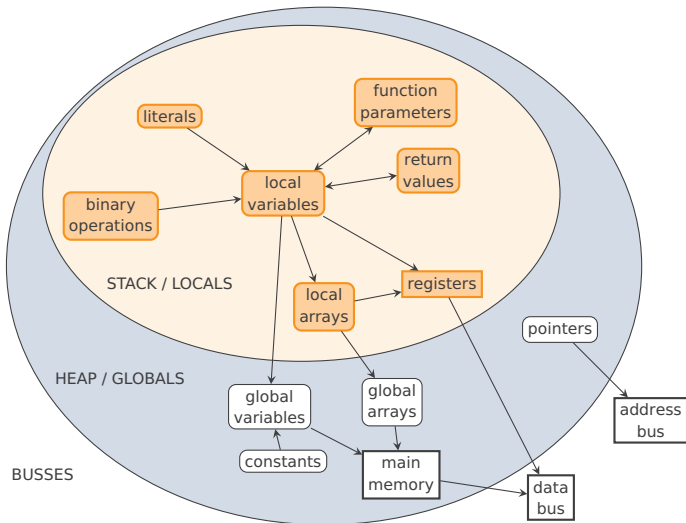 function
parameters
literals
return
values
local
variables
binary
operations
STACK / LOCALS
registers
local
arrays
pointers
HEAP / GLOBALS
global
variables
global
arrays
address
bus
constants
main
memory
BUSSES
data
bus